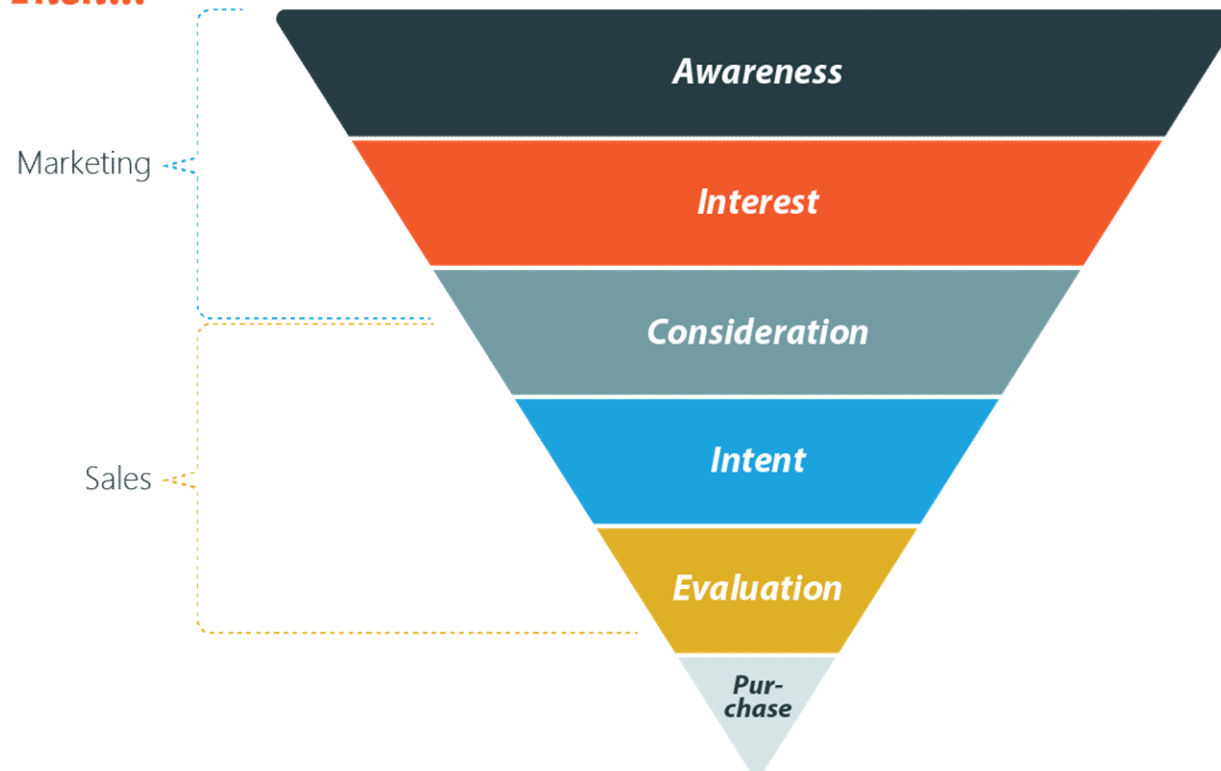 Awareness
Marketing
Interest
Consideration
Intent
Sales
Evaluation
Pur-
chase